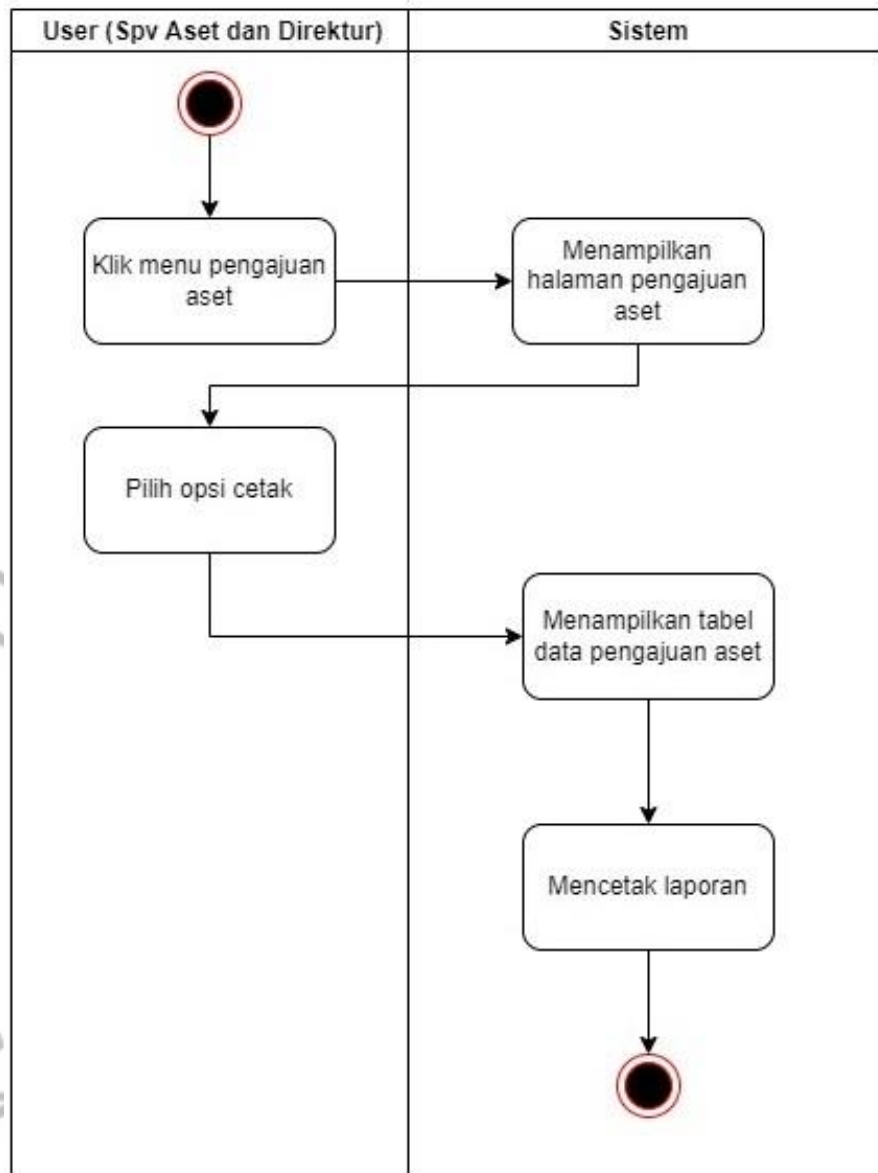 User (Spv Aset dan Direktur)
Sistem
Klik menu pengajuan
aset
Menampilkan
halaman pengajuan
aset
Pilih opsi cetak
Menampilkan tabel
data pengajuan aset
Mencetak laporan